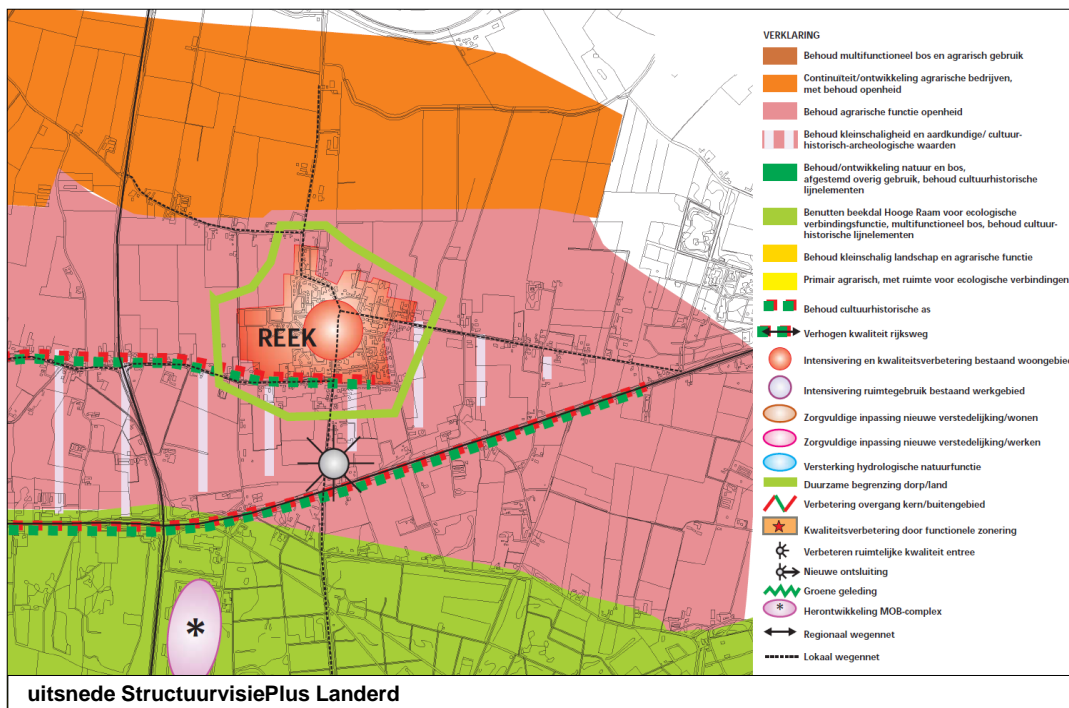 VERKLARING
Behoud multifunctioneel bos en agrarisch gebruik
Continuïteit/ontwikkeling agrarische bedrijven,
met behoud openheid
Behoud agrarische functie openheid
Behoud kleinschaligheid en aardkundige/ cultuur-
historisch-archeologische waarden
Behoud/ontwikkeling natuur en bos,
afgestemd overig gebruik, behoud cultuurhistorische
lijnelementen
Benutten beekdal Hooge Raam voor ecologische
verbindingsfunctie, multifunctioneel bos, behoud cultuur-
historische lijnelementen
Behoud kleinschalig landschap en agrarische functie
Primair agrarisch, met ruimte voor ecologische verbindingen
Behoud cultuurhistorische as
Verhogen kwaliteit rijksweg
Intensivering en kwaliteitsverbetering bestaand woongebied
Intensivering ruimtegebruik bestaand werkgebied
Zorgvuldige inpassing nieuwe verstedelijking/wonen
Zorgvuldige inpassing nieuwe verstedelijking/werken
Versterking hydrologische natuurfunctie
Duurzame begrenzing dorp/land
Verbetering overgang kern/buitengebied
Kwaliteitsverbetering door functionele zonering
Verbeteren ruimtelijke kwaliteit entree
Nieuwe ontsluiting
Groene geleding
* Herontwikkeling MOB-complex
Regionaal wegennet
Lokaal wegennet
REEK
*
uitsnede StructuurvisiePlus Landerd